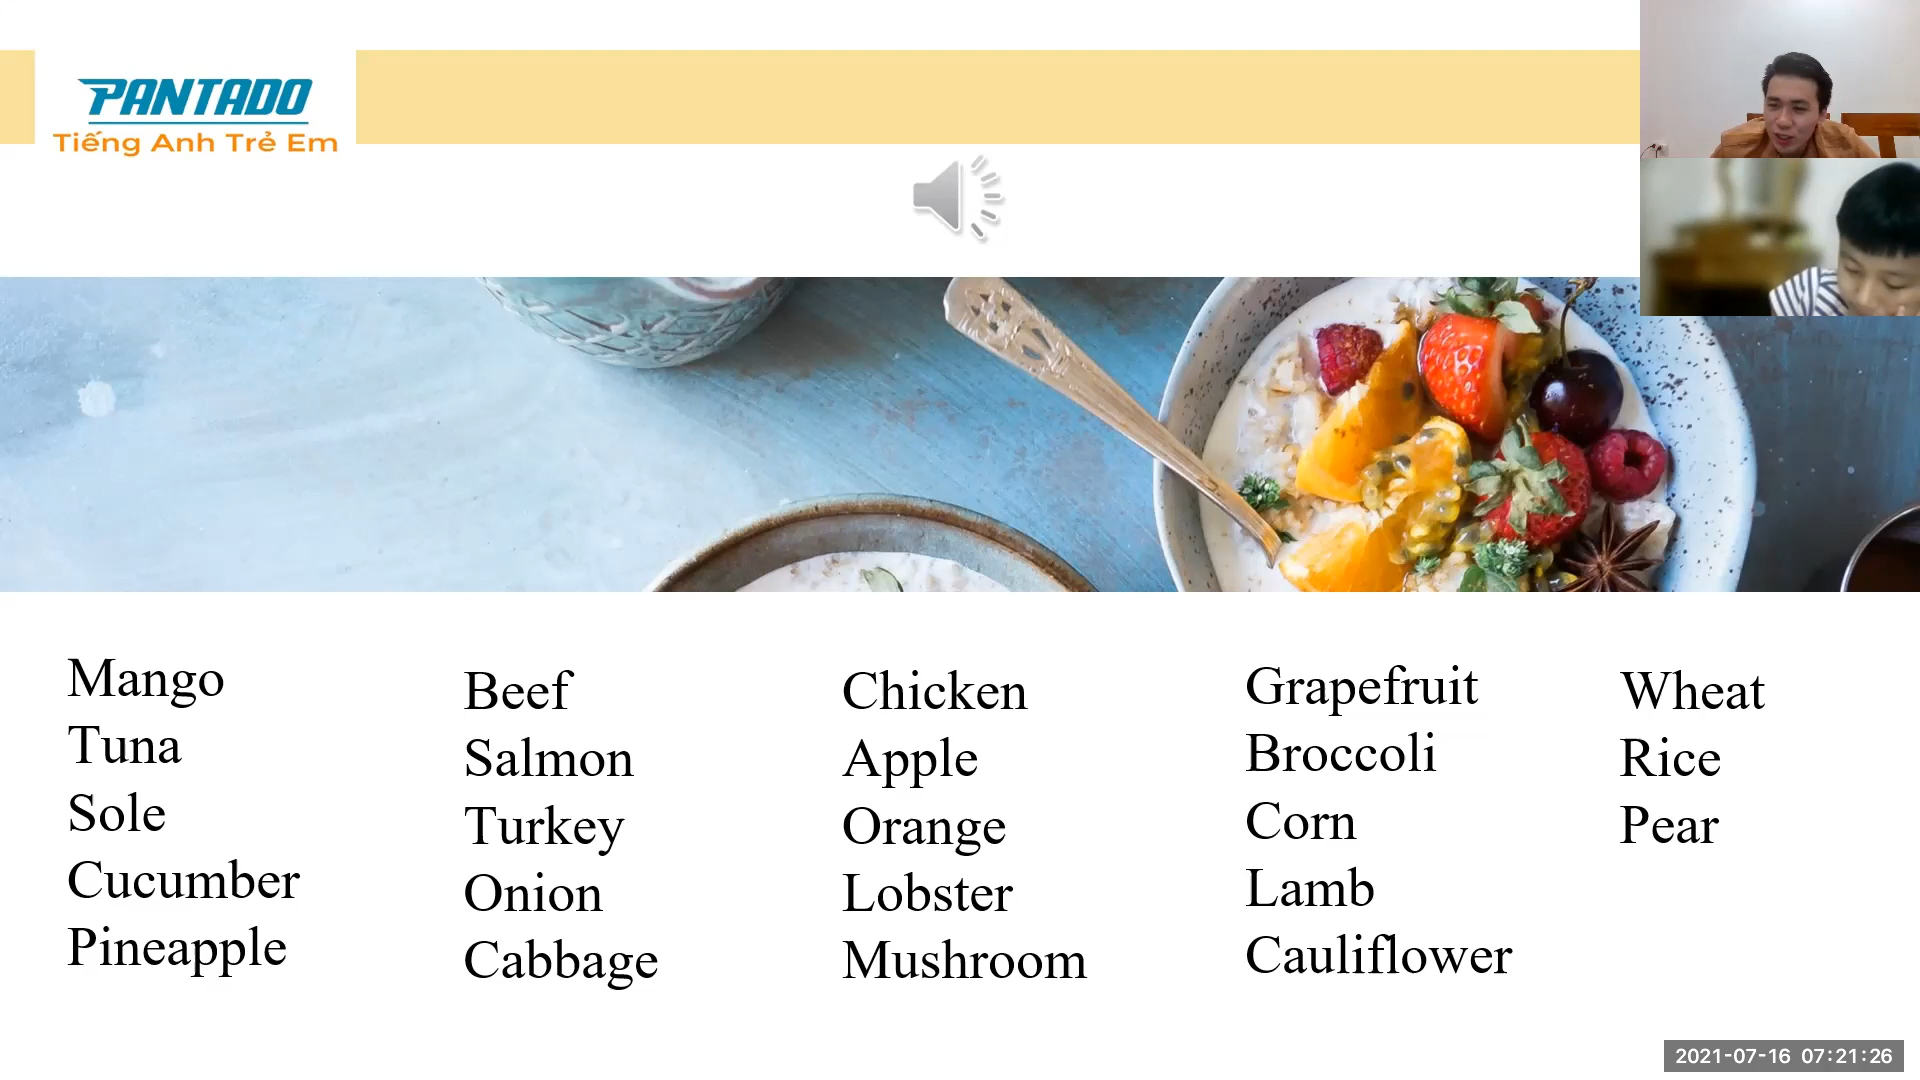 PANTADO
Tiếng Anh Trẻ Em
Mango
Tuna
Sole
Cucumber
Pineapple
Beef
Salmon
Turkey
Onion
Cabbage
Chicken
Apple
Orange
Lobster
Mushroom
Grapefruit
Broccoli
Corn
Lamb
Cauliflower
Wheat
Rice
Pear
2021-07-16 07:21:26